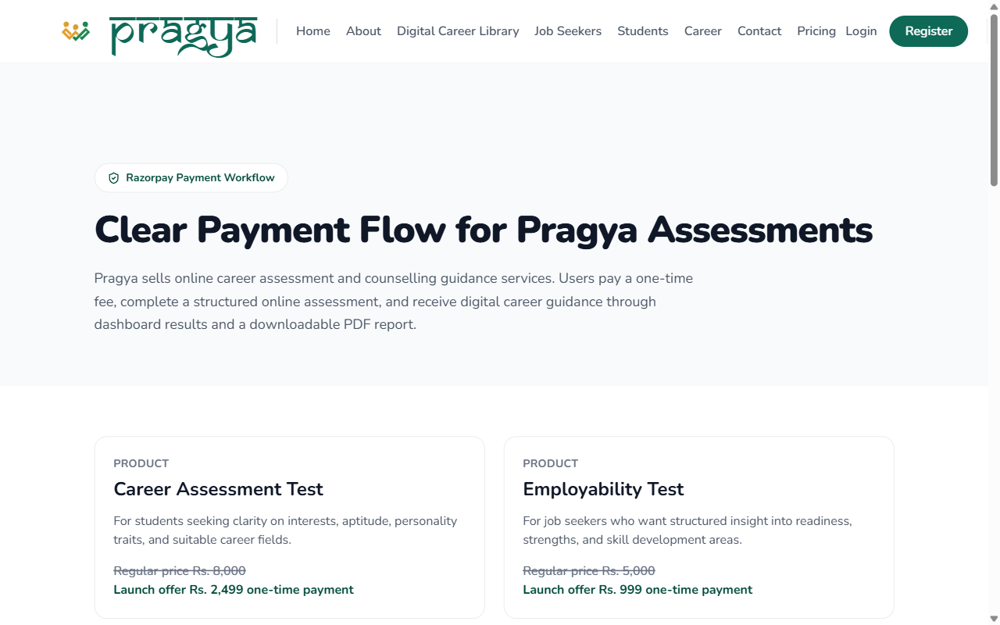 pragya
Home About Digital Career Library Job Seekers Students Career Contact Pricing Login Register
Razorpay Payment Workflow
Clear Payment Flow for Pragya Assessments
Pragya sells online career assessment and counselling guidance services. Users pay a one-time
fee, complete a structured online assessment, and receive digital career guidance through
dashboard results and a downloadable PDF report.
PRODUCT
Career Assessment Test
For students seeking clarity on interests, aptitude, personality
traits, and suitable career fields.
Regular price Rs. 8,000
Launch offer Rs. 2,499 one-time payment
PRODUCT
Employability Test
For job seekers who want structured insight into readiness,
strengths, and skill development areas.
Regular price Rs. 5,000
Launch offer Rs. 999 one-time payment